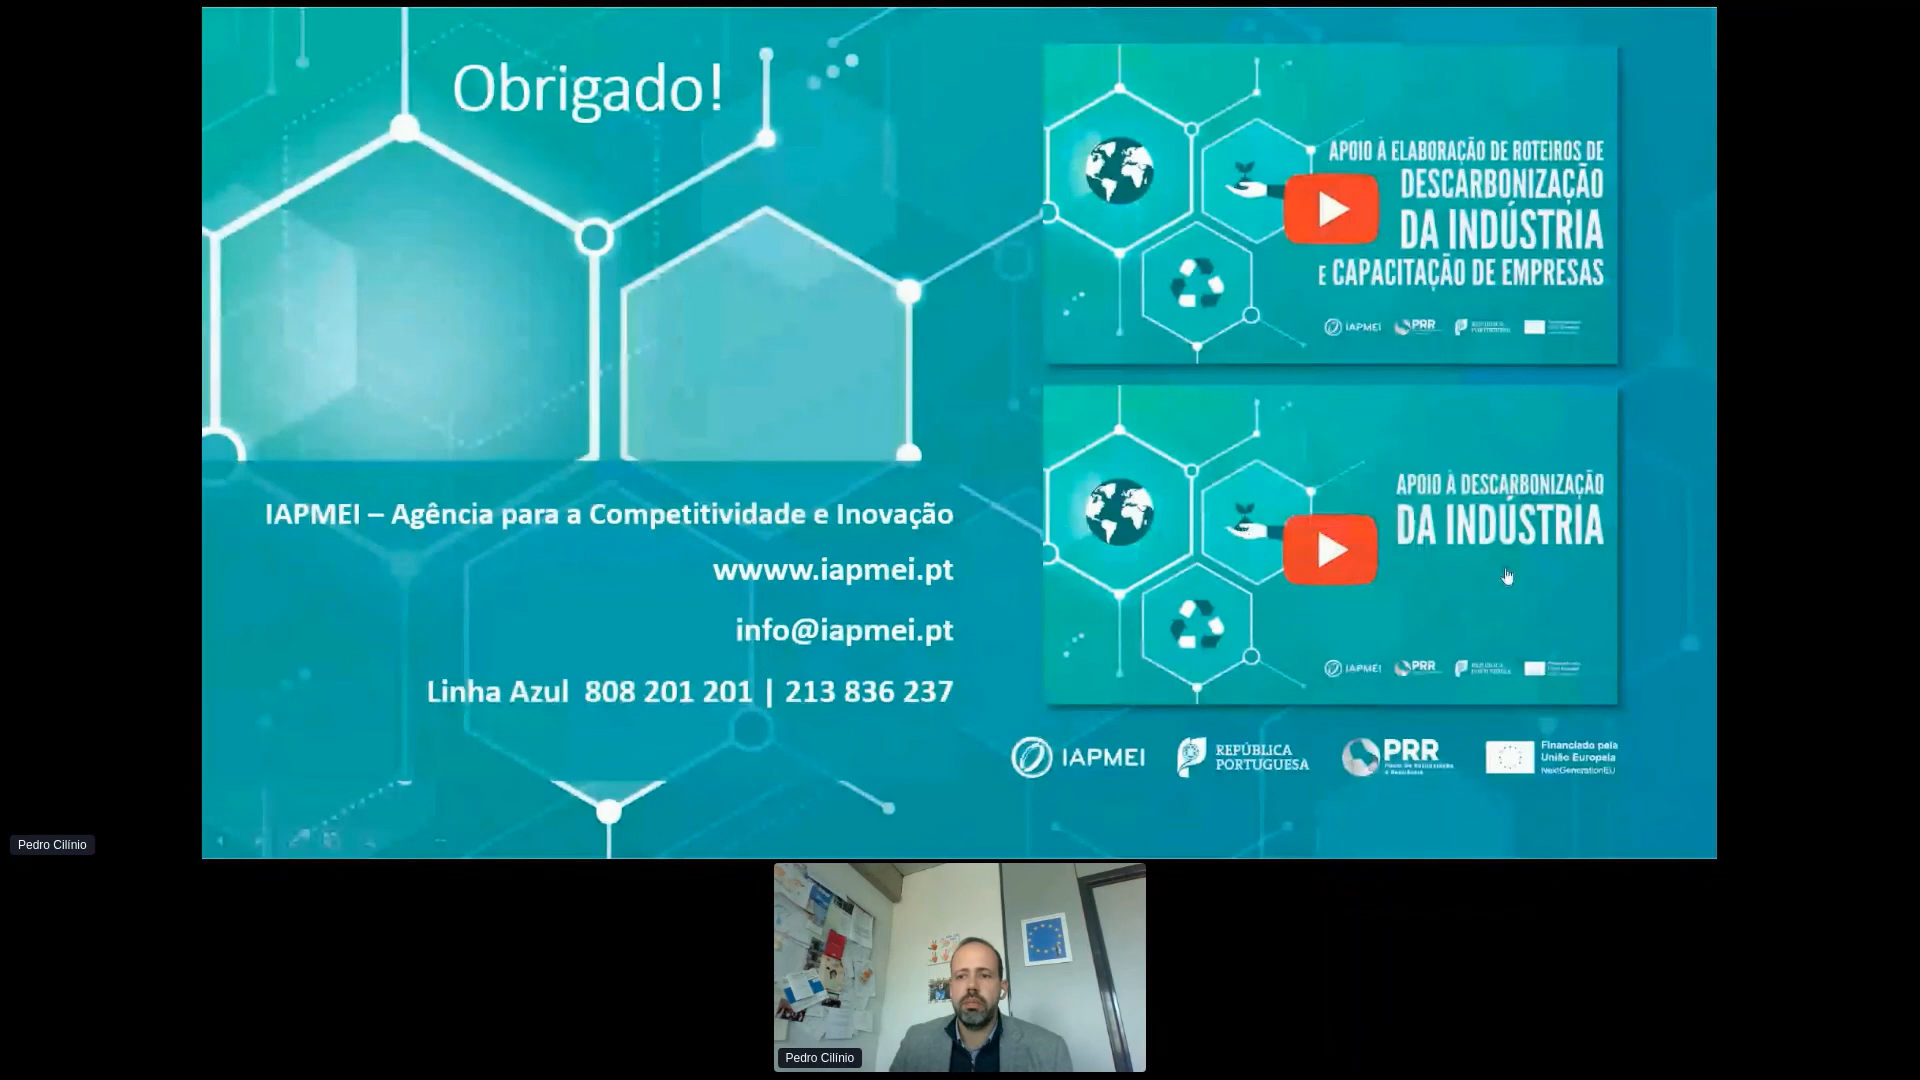 Obrigado!
IAPMEI – Agência para a Competitividade e Inovação
wwww.iapmei.pt
info@iapmei.pt
Linha Azul 808 201 201 | 213 836 237
APOIO À ELABORAÇÃO DE ROTEIROS DE
DESCARBONIZAÇÃO
DA INDÚSTRIA
E CAPACITAÇÃO DE EMPRESAS
IAPMEI
PRR
APOIO À DESCARBONIZAÇÃO
DA INDÚSTRIA
IAPMEI
PRR
IAPMEI
REPÚBLICA
PORTUGUESA
PRR
Financiado pela
União Europeia
NextGenerationEU
Pedro Cilínio
Pedro Cilínio